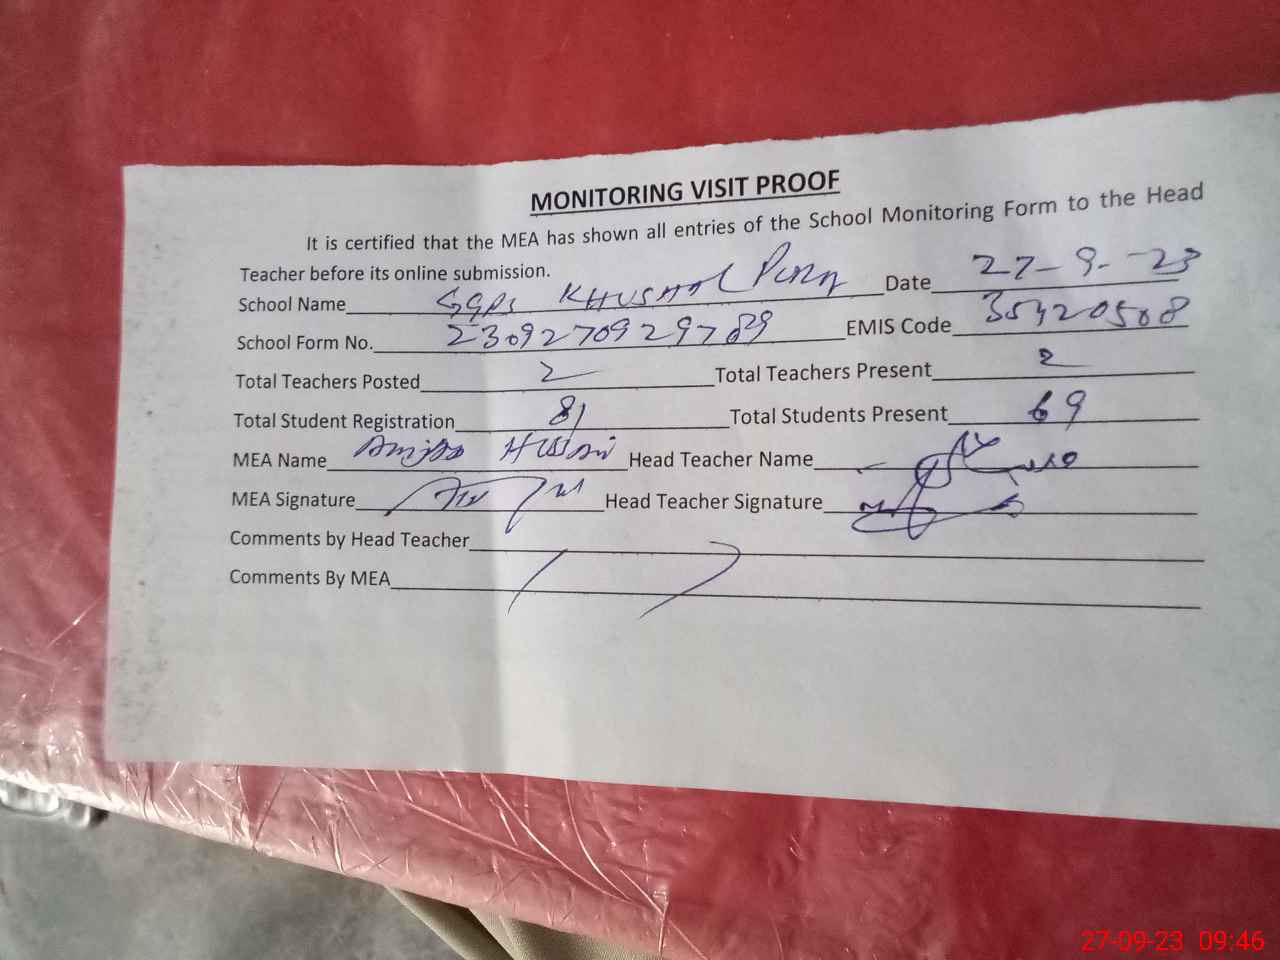 MONITORING VISIT PROOF
It is certified that the MEA has shown all entries of the School Monitoring Form to the Head
Teacher before its online submission.
School Name GGPS KHUSHAL PURA Date 27-9-23
School Form No. 2309270929789 EMIS Code 35420508
Total Teachers Posted 2 Total Teachers Present 2
Total Student Registration 81 Total Students Present 69
MEA Name Amjad Hussain Head Teacher Name
MEA Signature Head Teacher Signature
Comments by Head Teacher
Comments By MEA
27-09-23 09:46